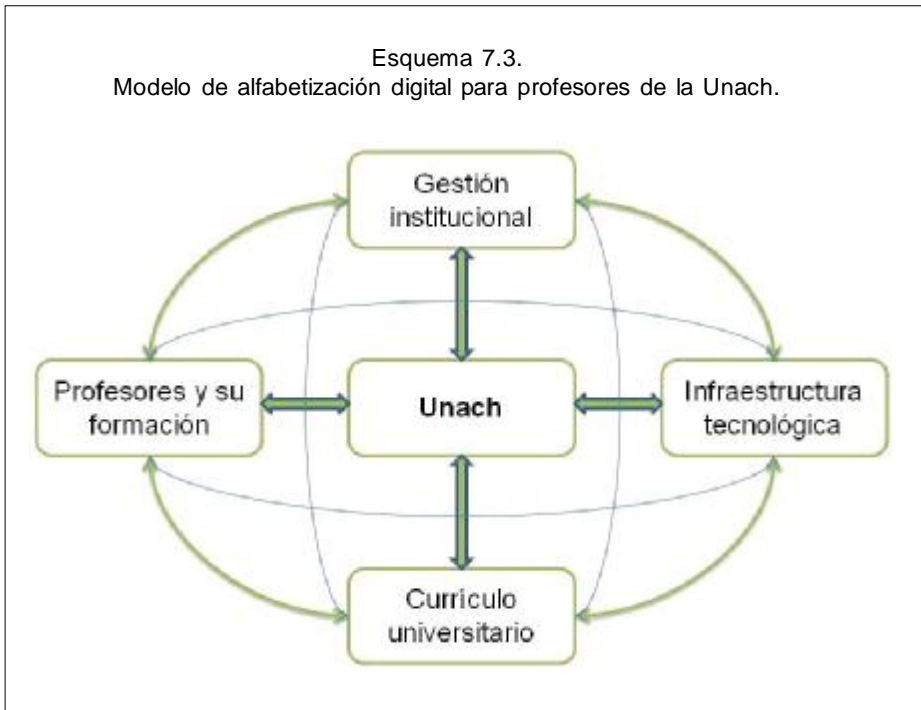 Esquema 7.3.
Modelo de alfabetización digital para profesores de la Unach.
Gestión
institucional
Profesores y su
formación
Unach
Infraestructura
tecnológica
Curriculo
universitario